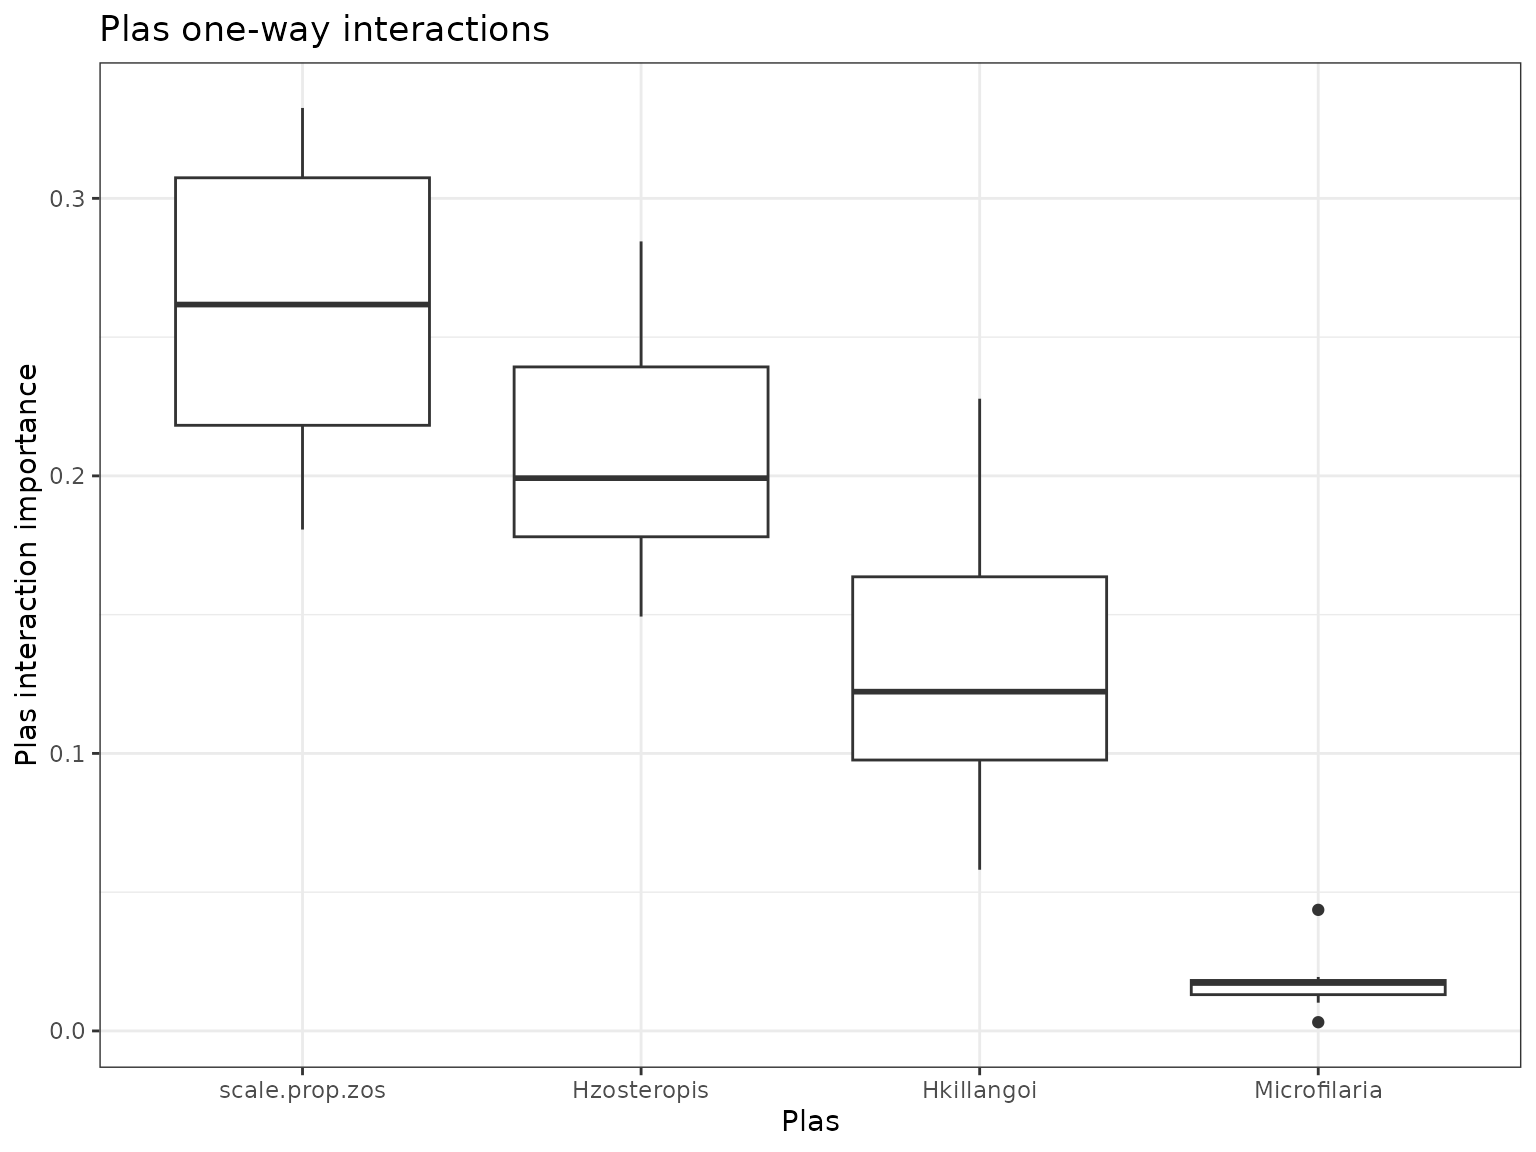 Plas one-way interactions
Plas interaction importance
0.3
0.2
0.1
0.0
scale.prop.zos Hzosteropis Hkillangoi Microfilaria
Plas